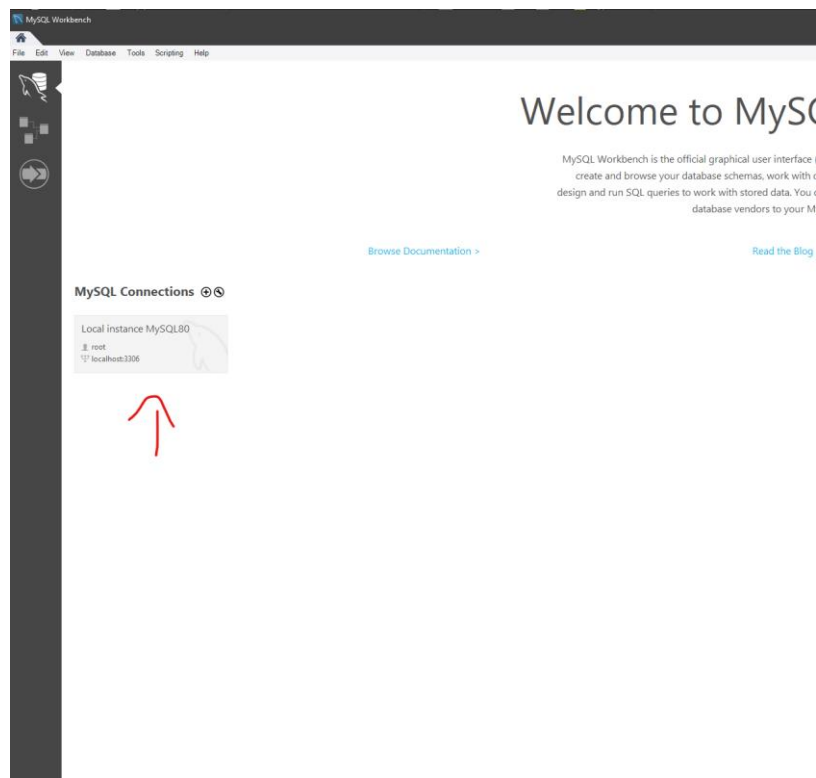 MySQL Workbench
File Edit View Database Tools Scripting Help
Welcome to MyS
MySQL Workbench is the official graphical user interface
create and browse your database schemas, work with
design and run SQL queries to work with stored data. You
database vendors to your M
Browse Documentation >
Read the Blog
MySQL Connections
Local instance MySQL80
root
localhost:3306